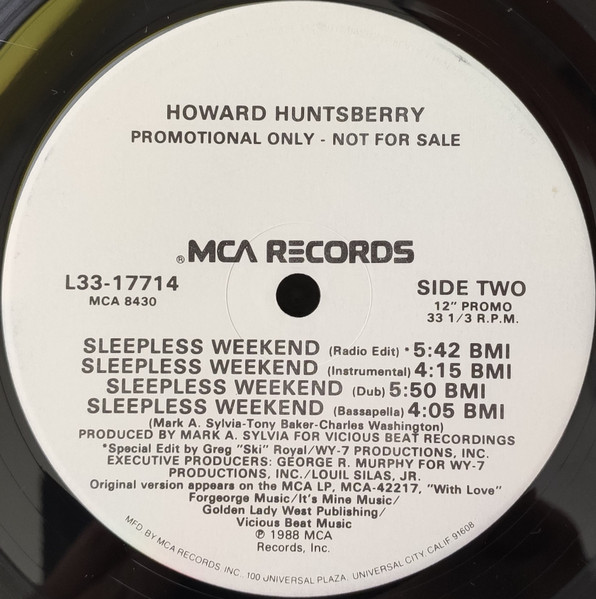 HOWARD HUNTSBERRY
PROMOTIONAL ONLY - NOT FOR SALE
®MCA RECORDS
L33-17714
MCA 8430
SIDE TWO
12" PROMO
33 1/3 R.P.M.
SLEEPLESS WEEKEND (Radio Edit) * 5:42 BMI
SLEEPLESS WEEKEND (Instrumental) 4:15 BMI
SLEEPLESS WEEKEND (Dub) 5:50 BMI
SLEEPLESS WEEKEND (Bassapella) 4:05 BMI
(Mark A. Sylvia-Tony Baker-Charles Washington)
PRODUCED BY MARK A. SYLVIA FOR VICIOUS BEAT RECORDINGS
*Special Edit by Greg "Ski" Royal/WY-7 PRODUCTIONS, INC.
EXECUTIVE PRODUCERS: GEORGE R. MURPHY FOR WY-7
PRODUCTIONS, INC./LOUIL SILAS, JR.
Original version appears on the MCA LP, MCA-42217, "With Love"
Forgeorge Music/It's Mine Music/
Golden Lady West Publishing/
Vicious Beat Music
℗ 1988 MCA
Records, Inc.
MFD BY MCA RECORDS INC. 100 UNIVERSAL PLAZA, UNIVERSAL CITY, CALIF 91608